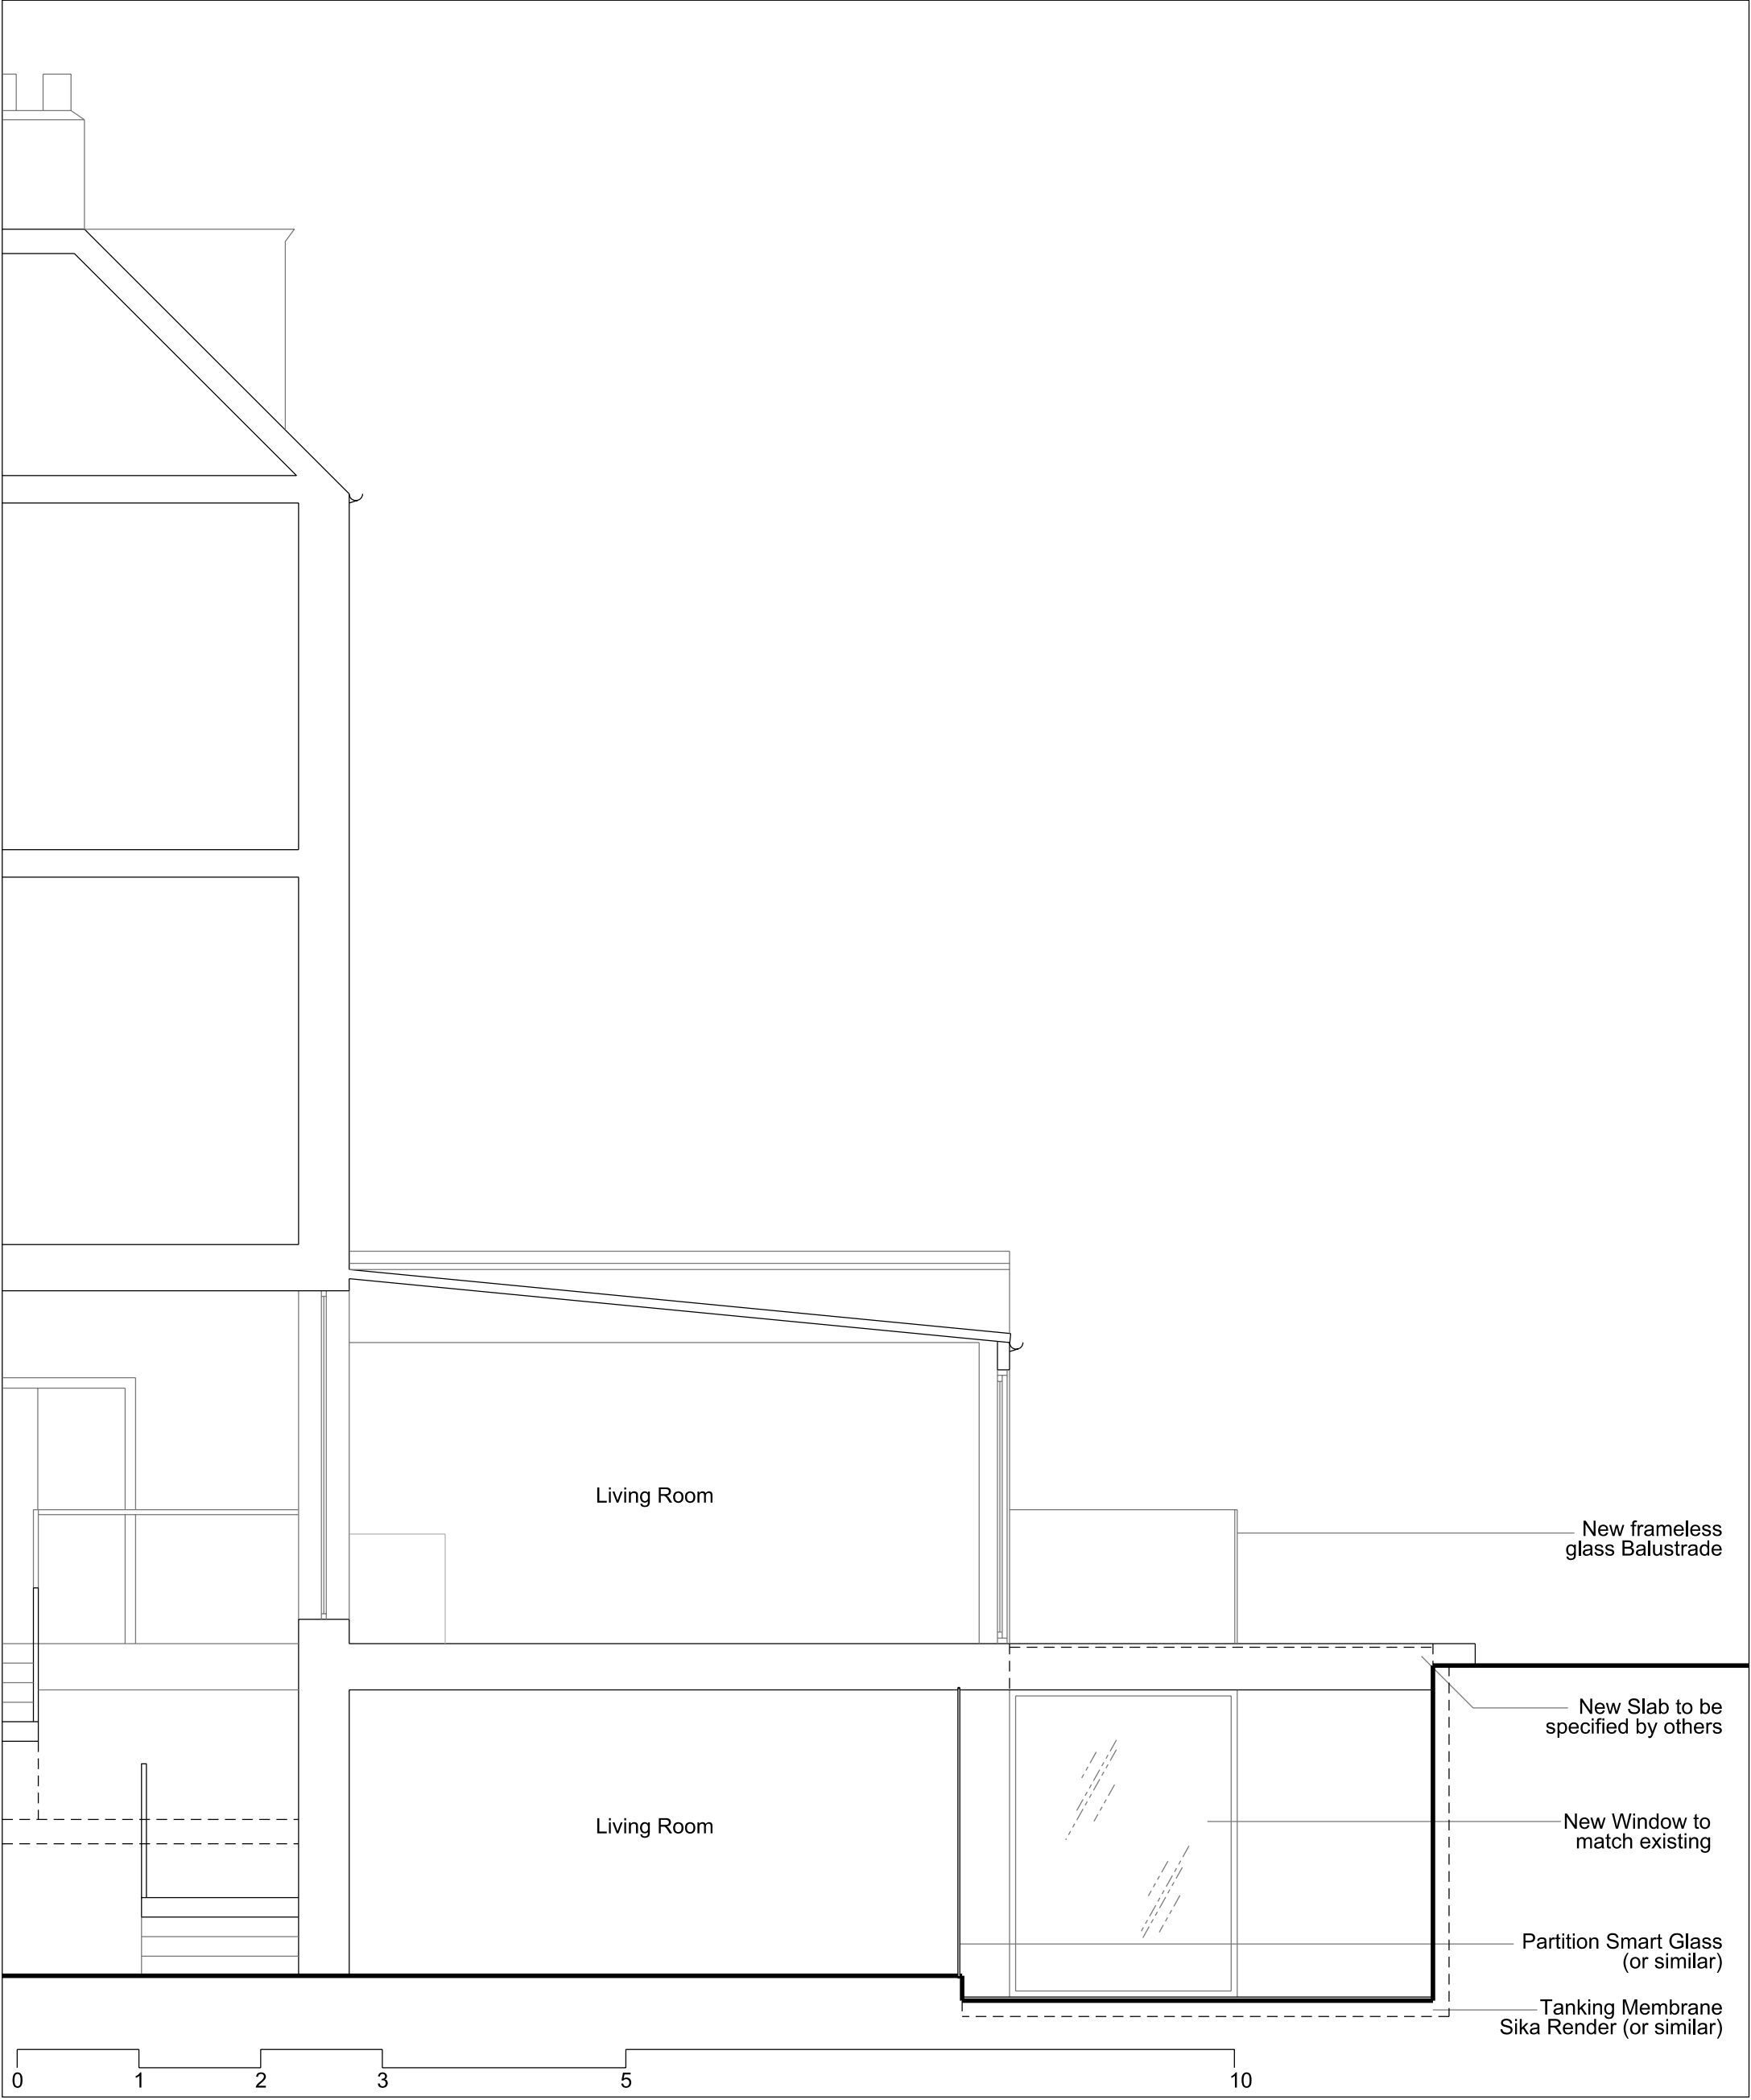 Living Room
New frameless
glass Balustrade
New Slab to be
specified by others
Living Room
New Window to
match existing
Partition Smart Glass
(or similar)
Tanking Membrane
Sika Render (or similar)
0 1 2 3 5 10